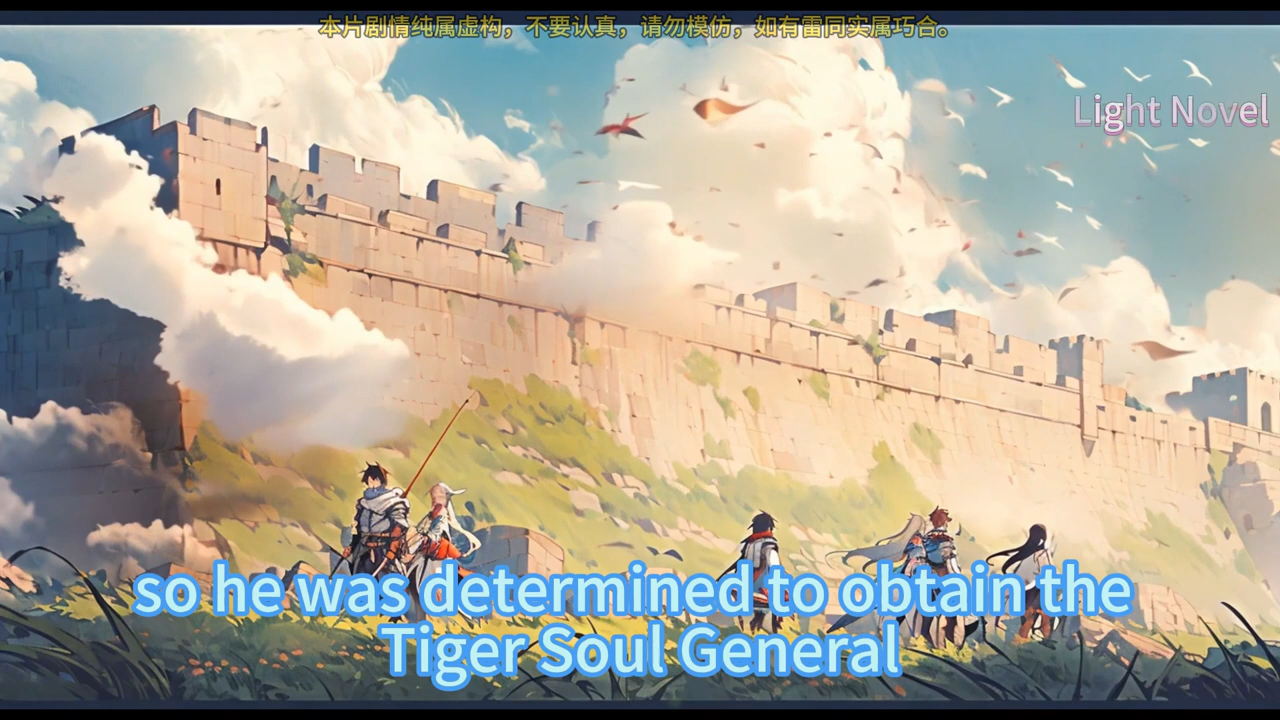 本片剧情纯属虚构，不要认真，请勿模仿，如有雷同实属巧合。
Light Novel
so he was determined to obtain the
Tiger Soul General